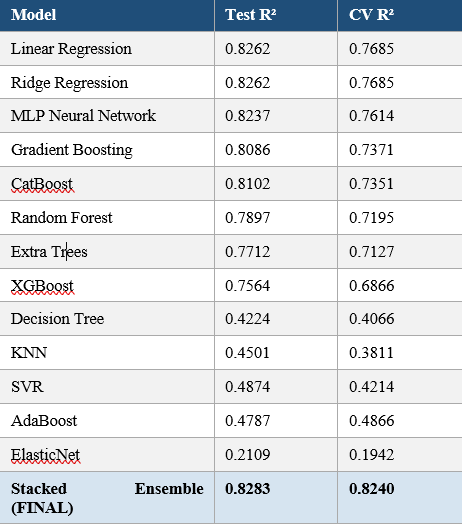 Model Test R² CV R²
Linear Regression 0.8262 0.7685
Ridge Regression 0.8262 0.7685
MLP Neural Network 0.8237 0.7614
Gradient Boosting 0.8086 0.7371
CatBoost 0.8102 0.7351
Random Forest 0.7897 0.7195
Extra Trees 0.7712 0.7127
XGBoost 0.7564 0.6866
Decision Tree 0.4224 0.4066
KNN 0.4501 0.3811
SVR 0.4874 0.4214
AdaBoost 0.4787 0.4866
ElasticNet 0.2109 0.1942
Stacked Ensemble 0.8283 0.8240
(FINAL)